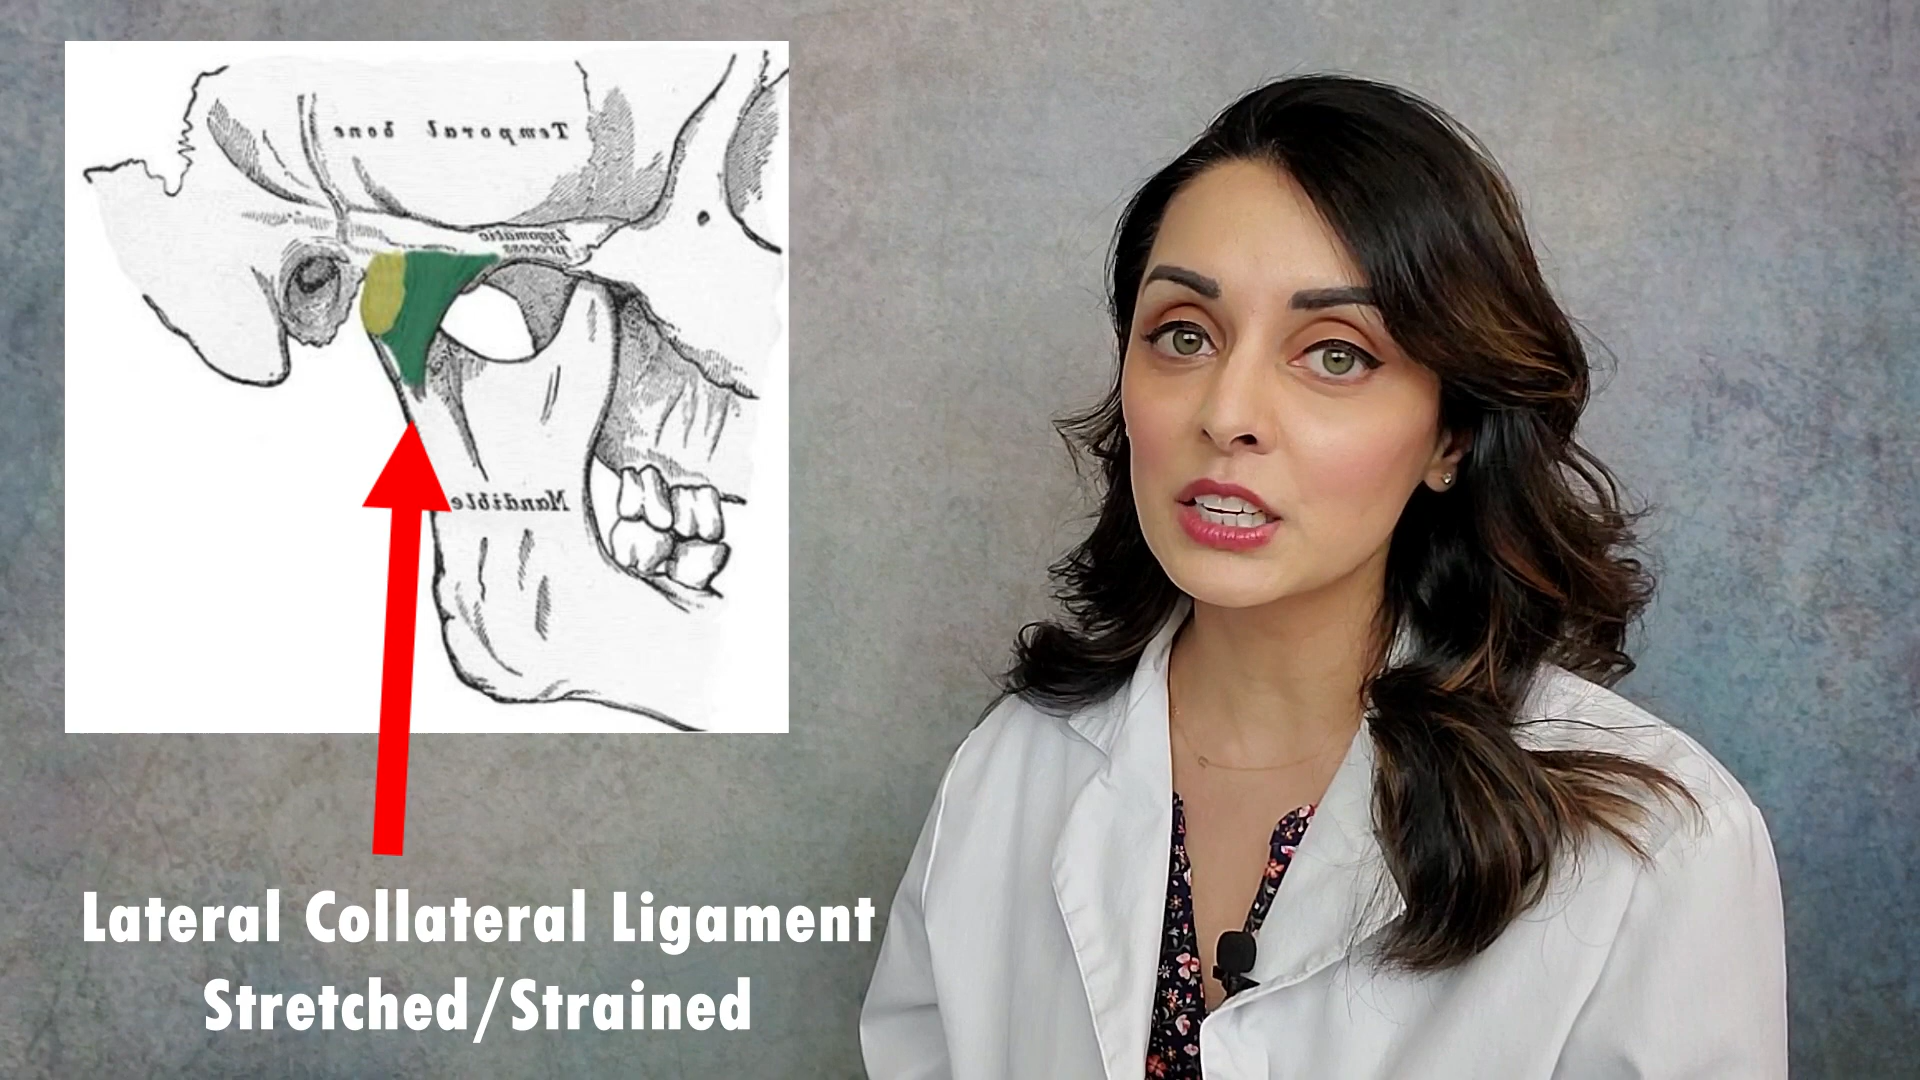 Temporal bone
Zygomatic
process
Mandible
Lateral Collateral Ligament
Stretched/Strained